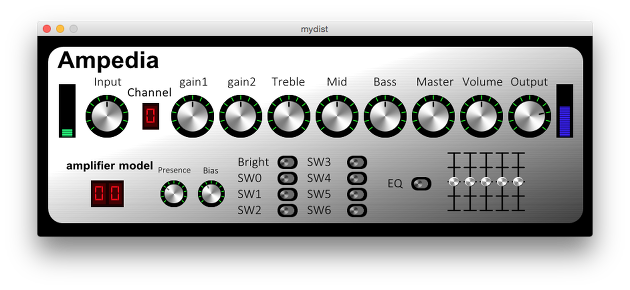 mydist
Ampedia
Input Channel gain1 gain2 Treble Mid Bass Master Volume Output
0
amplifier model Presence Bias
00
Bright SW3
SW0 SW4
SW1 SW5
SW2 SW6
EQ